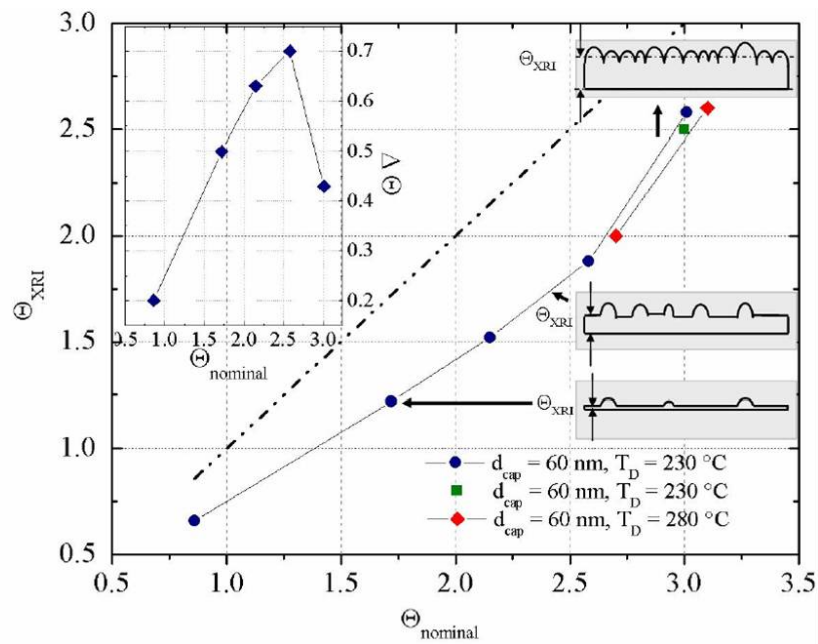 3.0
2.5
2.0
1.5
1.0
0.5
0.5 1.0 1.5 2.0 2.5 3.0 3.5
Θ_XRI
Θ_nominal
0.7
0.6
0.5
0.4
0.3
0.2
0.5 1.0 1.5 2.0 2.5 3.0
ΔΘ
Θ_nominal
Θ_XRI
Θ_XRI
Θ_XRI
d_cap = 60 nm, T_D = 230 °C
d_cap = 60 nm, T_D = 230 °C
d_cap = 60 nm, T_D = 280 °C